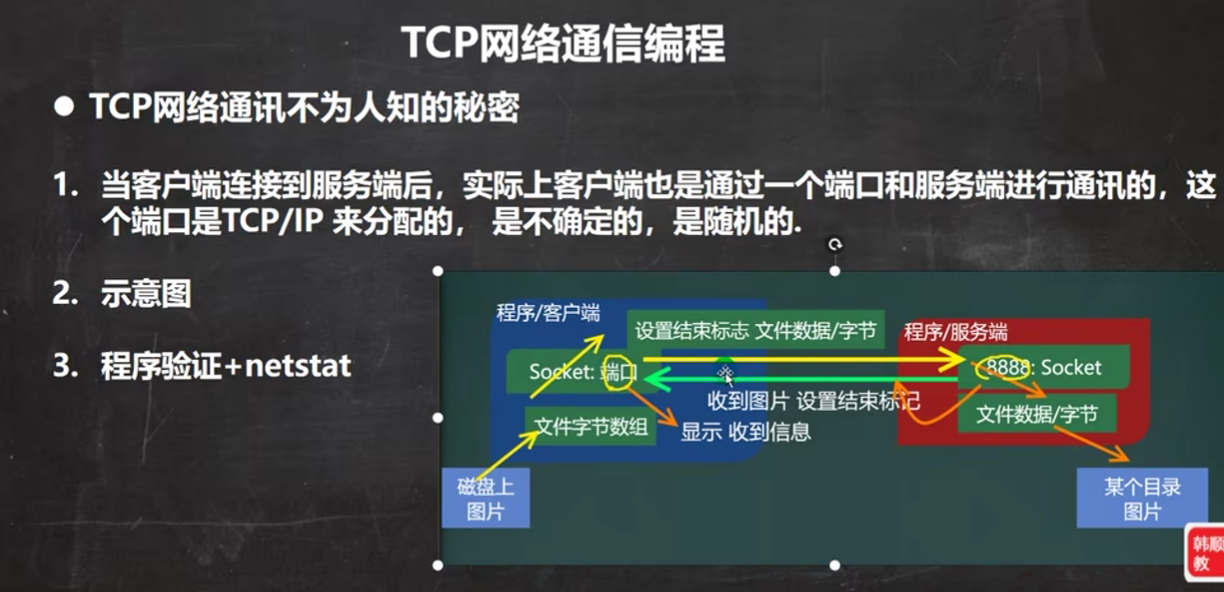 TCP网络通信编程
● TCP网络通讯不为人知的秘密
1. 当客户端连接到服务端后，实际上客户端也是通过一个端口和服务端进行通讯的，这
个端口是TCP/IP 来分配的， 是不确定的，是随机的.
2. 示意图
3. 程序验证+netstat
程序/客户端
设置结束标志 文件数据/字节
程序/服务端
Socket: 端口
8888: Socket
收到图片 设置结束标记
文件字节数组
显示 收到信息
文件数据/字节
磁盘上
图片
某个目录
图片
韩顺
教